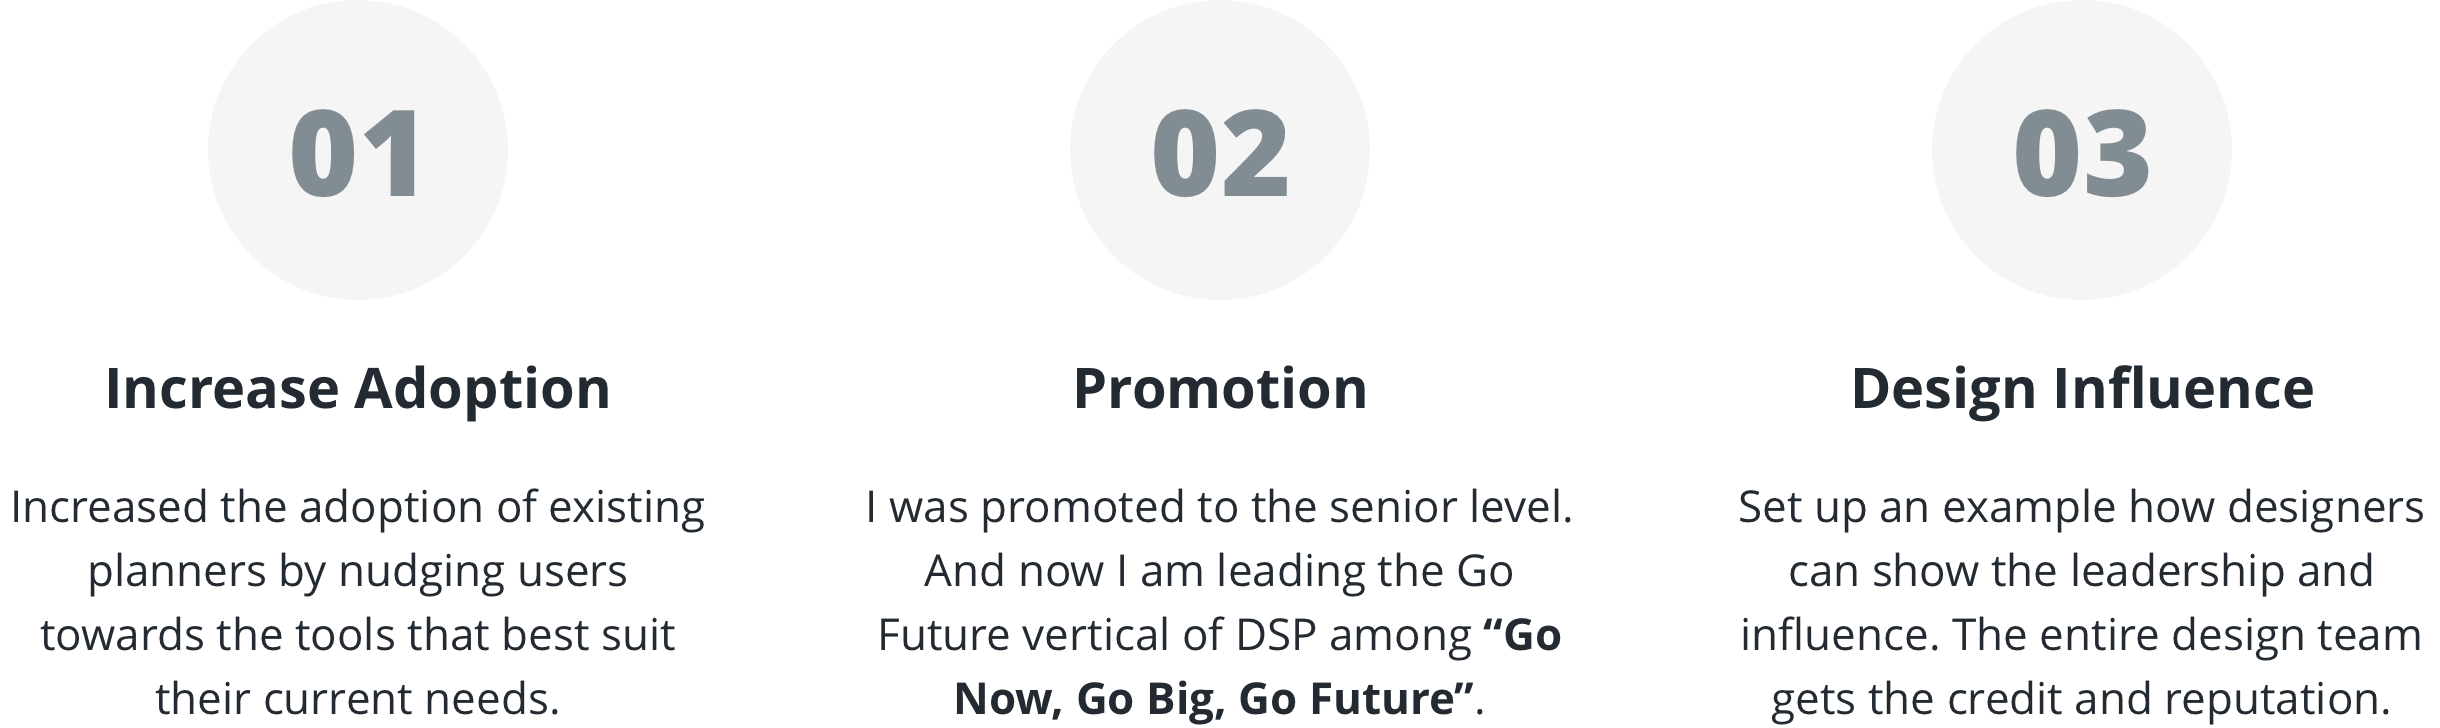 01
Increase Adoption
Increased the adoption of existing
planners by nudging users
towards the tools that best suit
their current needs.
02
Promotion
I was promoted to the senior level.
And now I am leading the Go
Future vertical of DSP among “Go
Now, Go Big, Go Future”.
03
Design Influence
Set up an example how designers
can show the leadership and
influence. The entire design team
gets the credit and reputation.